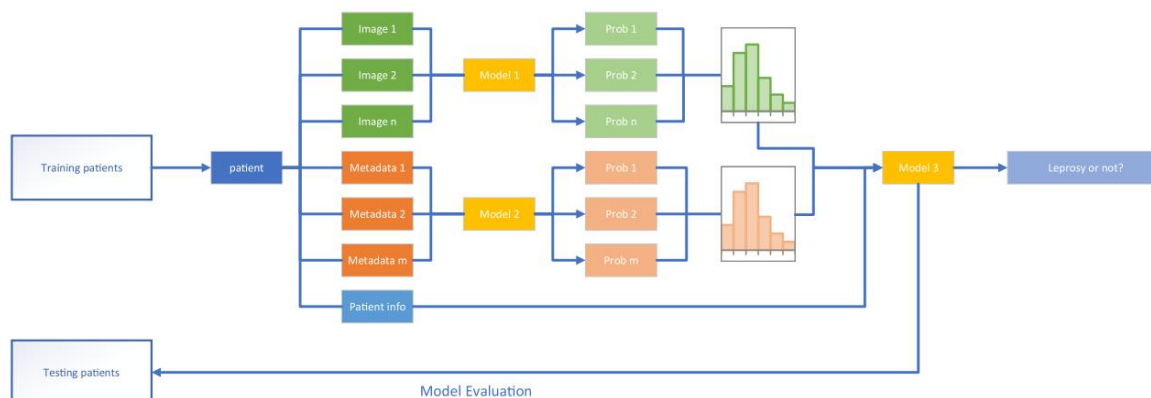 Image 1
Prob 1
Image 2
Model 1
Prob 2
Image n
Prob n
Training patients
patient
Metadata 1
Prob 1
Model 3
Leprosy or not?
Metadata 2
Model 2
Prob 2
Metadata m
Prob m
Patient info
Testing patients
Model Evaluation